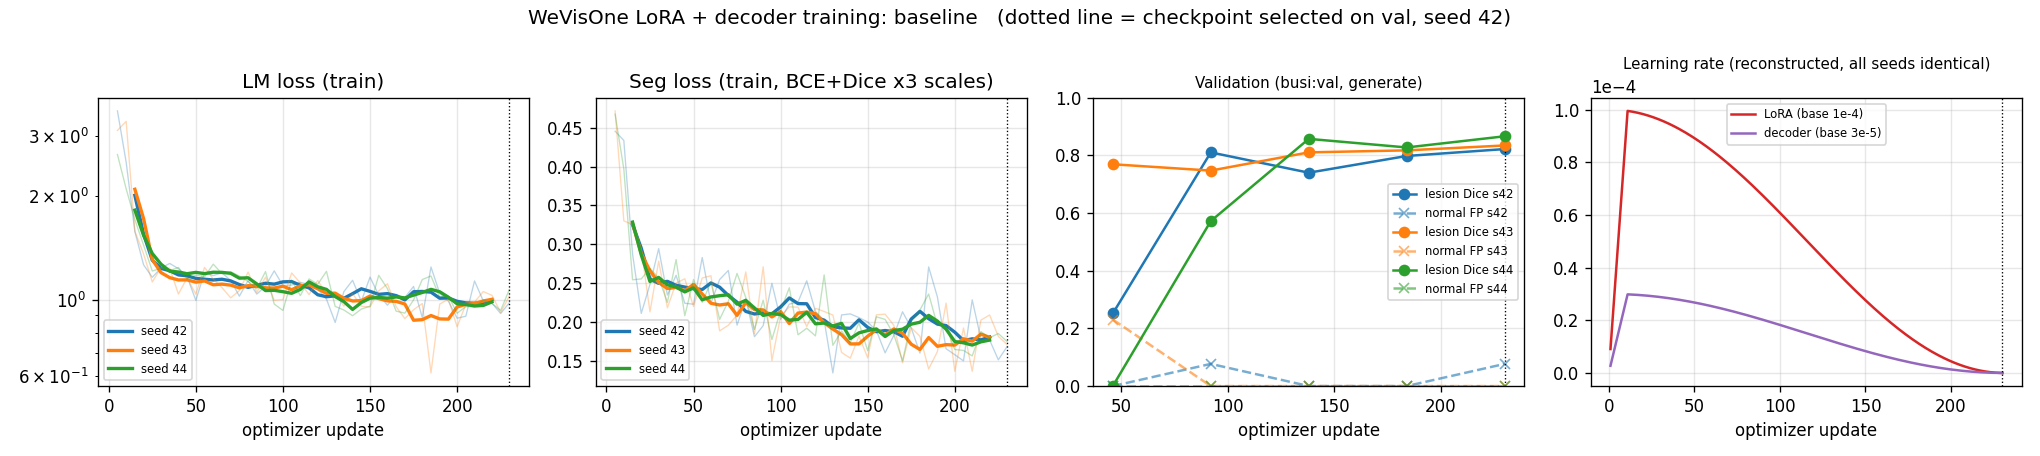 WeVisOne LoRA + decoder training: baseline   (dotted line = checkpoint selected on val, seed 42)
LM loss (train)
3 × 10⁰
2 × 10⁰
10⁰
6 × 10⁻¹
seed 42
seed 43
seed 44
0 50 100 150 200
optimizer update
Seg loss (train, BCE+Dice x3 scales)
0.45
0.40
0.35
0.30
0.25
0.20
0.15
seed 42
seed 43
seed 44
0 50 100 150 200
optimizer update
Validation (busi:val, generate)
1.0
0.8
0.6
0.4
0.2
0.0
lesion Dice s42
normal FP s42
lesion Dice s43
normal FP s43
lesion Dice s44
normal FP s44
50 100 150 200
optimizer update
Learning rate (reconstructed, all seeds identical)
1e−4
1.0
0.8
0.6
0.4
0.2
0.0
LoRA (base 1e-4)
decoder (base 3e-5)
0 50 100 150 200
optimizer update